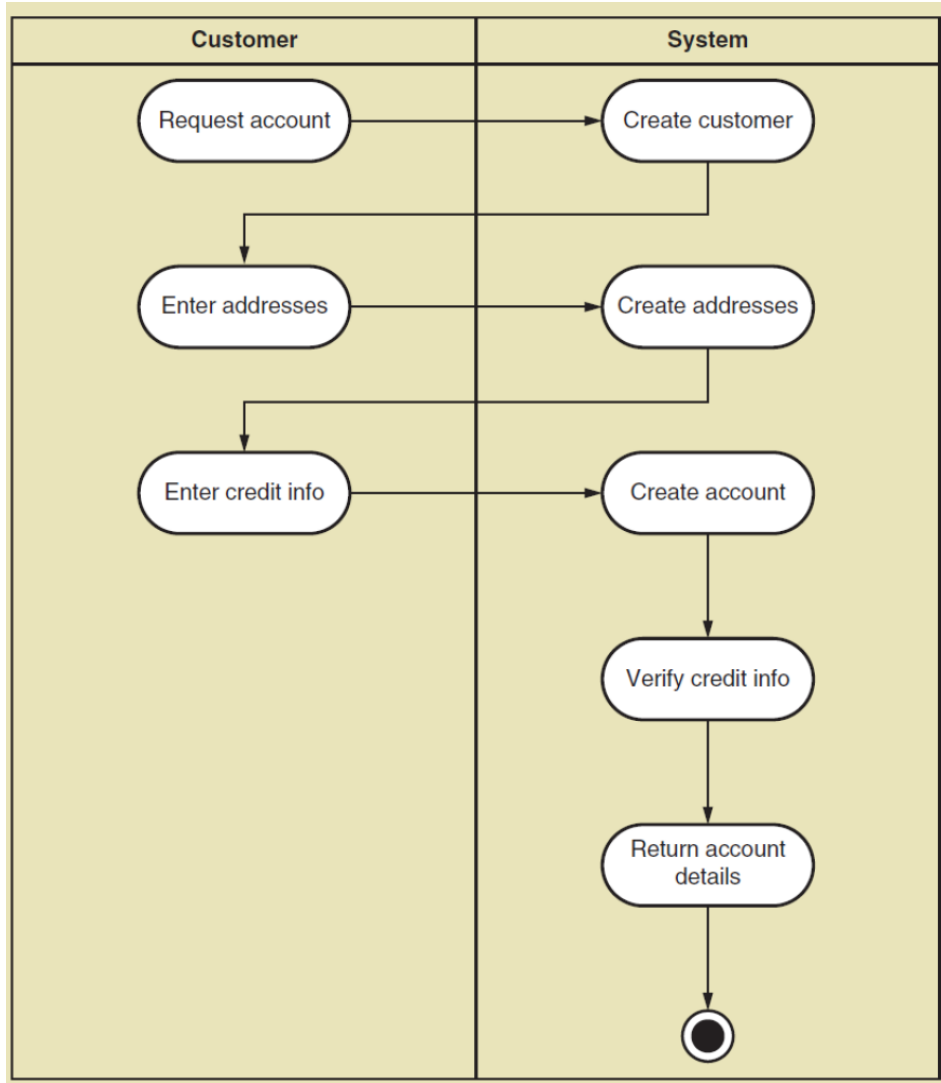 Customer
System
Request account
Create customer
Enter addresses
Create addresses
Enter credit info
Create account
Verify credit info
Return account
details